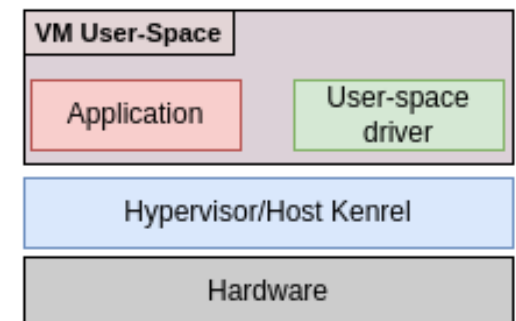 VM User-Space
Application
User-space
driver
Hypervisor/Host Kenrel
Hardware